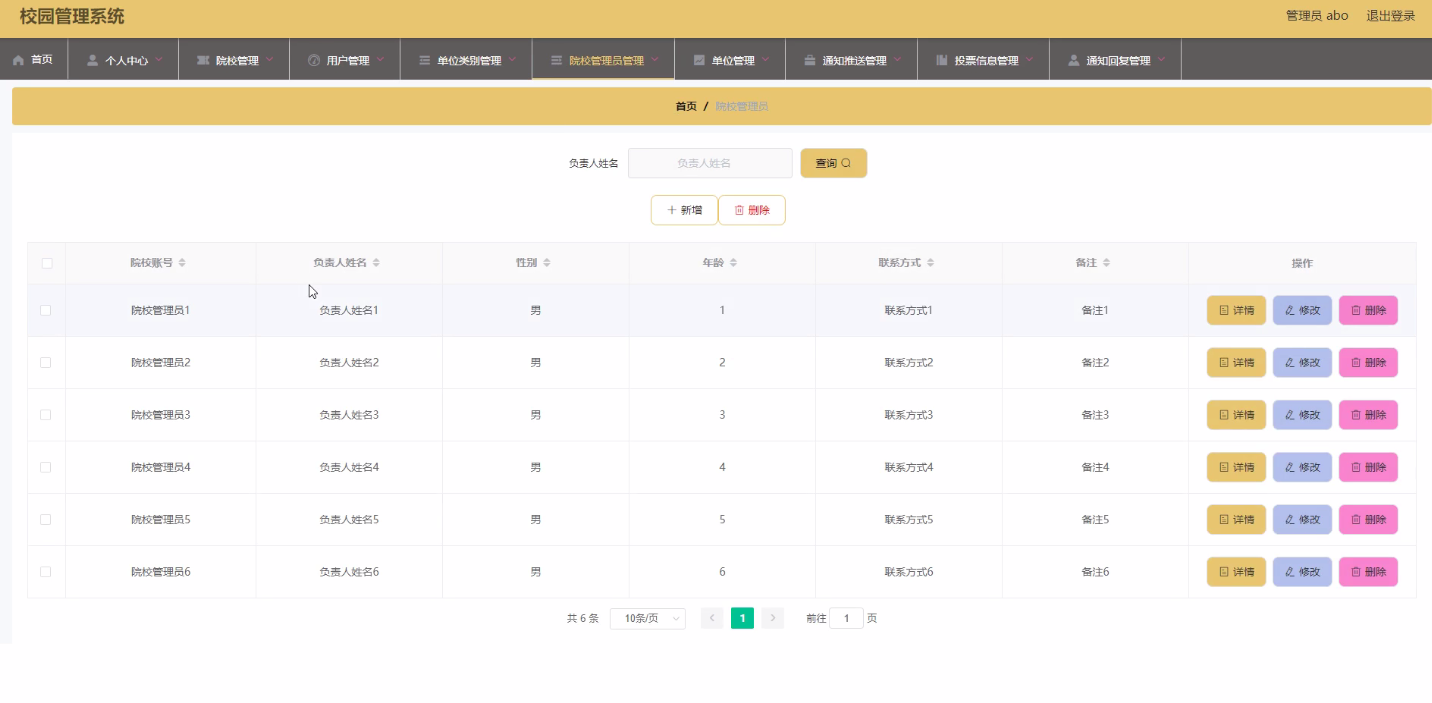 校园管理系统 管理员 abo 退出登录
首页 个人中心 院校管理 用户管理 单位类别管理 院校管理员管理 单位管理 通知推送管理 投票信息管理 通知回复管理
首页 / 院校管理员
负责人姓名 负责人姓名 查询
新增 删除
院校账号 负责人姓名 性别 年龄 联系方式 备注 操作
院校管理员1 负责人姓名1 男 1 联系方式1 备注1 详情 修改 删除
院校管理员2 负责人姓名2 男 2 联系方式2 备注2 详情 修改 删除
院校管理员3 负责人姓名3 男 3 联系方式3 备注3 详情 修改 删除
院校管理员4 负责人姓名4 男 4 联系方式4 备注4 详情 修改 删除
院校管理员5 负责人姓名5 男 5 联系方式5 备注5 详情 修改 删除
院校管理员6 负责人姓名6 男 6 联系方式6 备注6 详情 修改 删除
共 6 条 10条/页 1 前往 1 页